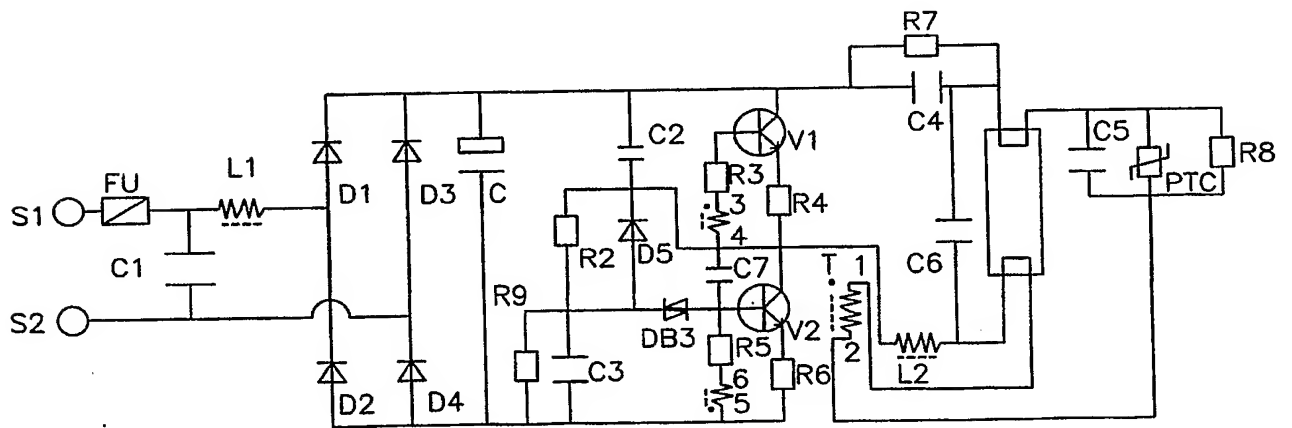 R7
C4
C2
V1
C5
R8
PTC
L1
D1
D3
C
R3
3
4
R4
FU
S1
C1
R2
D5
C7
C6
T
1
2
R9
S2
DB3
V2
R5
6
5
R6
L2
C3
D2
D4